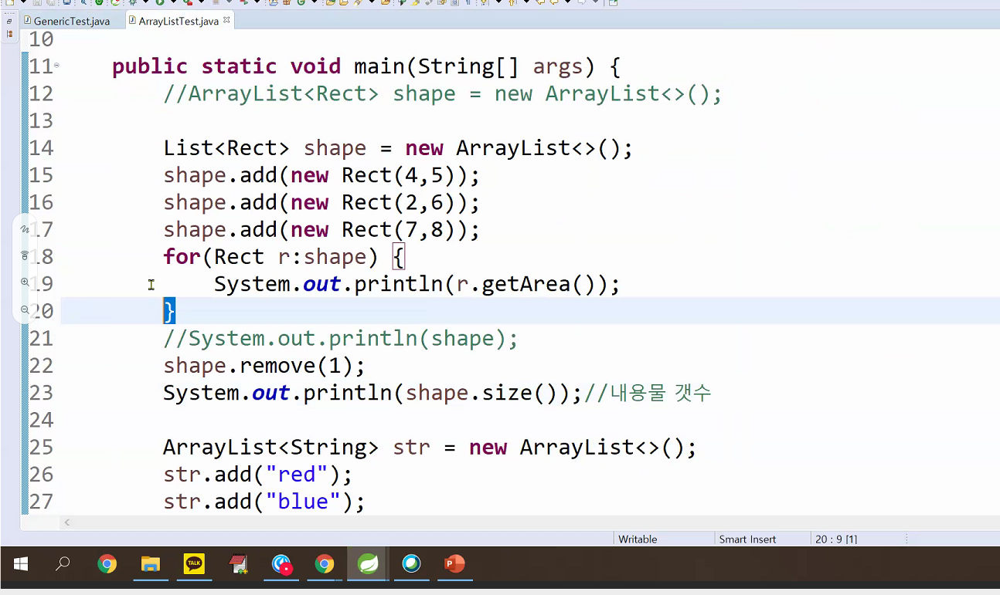 GenericTest.java
ArrayListTest.java
10
11 public static void main(String[] args) {
12 //ArrayList<Rect> shape = new ArrayList<>();
13
14 List<Rect> shape = new ArrayList<>();
15 shape.add(new Rect(4,5));
16 shape.add(new Rect(2,6));
17 shape.add(new Rect(7,8));
18 for(Rect r:shape) {
19 System.out.println(r.getArea());
20 }
21 //System.out.println(shape);
22 shape.remove(1);
23 System.out.println(shape.size());//내용물 갯수
24
25 ArrayList<String> str = new ArrayList<>();
26 str.add("red");
27 str.add("blue");
Writable
Smart Insert
20 : 9 [1]
TALK
P